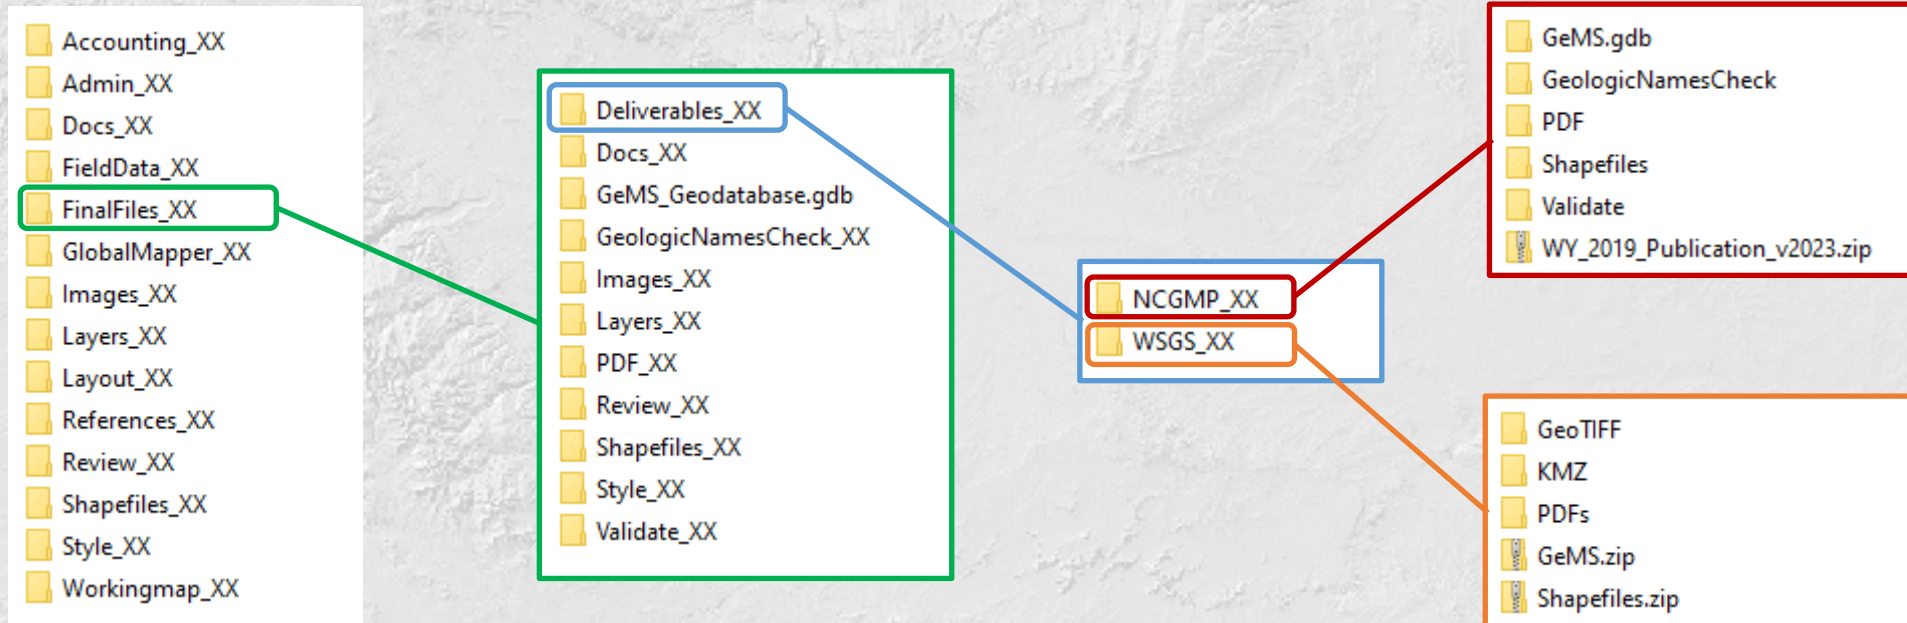 Accounting_XX
Admin_XX
Docs_XX
FieldData_XX
FinalFiles_XX
GlobalMapper_XX
Images_XX
Layers_XX
Layout_XX
References_XX
Review_XX
Shapefiles_XX
Style_XX
Workingmap_XX
Deliverables_XX
Docs_XX
GeMS_Geodatabase.gdb
GeologicNamesCheck_XX
Images_XX
Layers_XX
PDF_XX
Review_XX
Shapefiles_XX
Style_XX
Validate_XX
NCGMP_XX
WSGS_XX
GeMS.gdb
GeologicNamesCheck
PDF
Shapefiles
Validate
WY_2019_Publication_v2023.zip
GeoTIFF
KMZ
PDFs
GeMS.zip
Shapefiles.zip